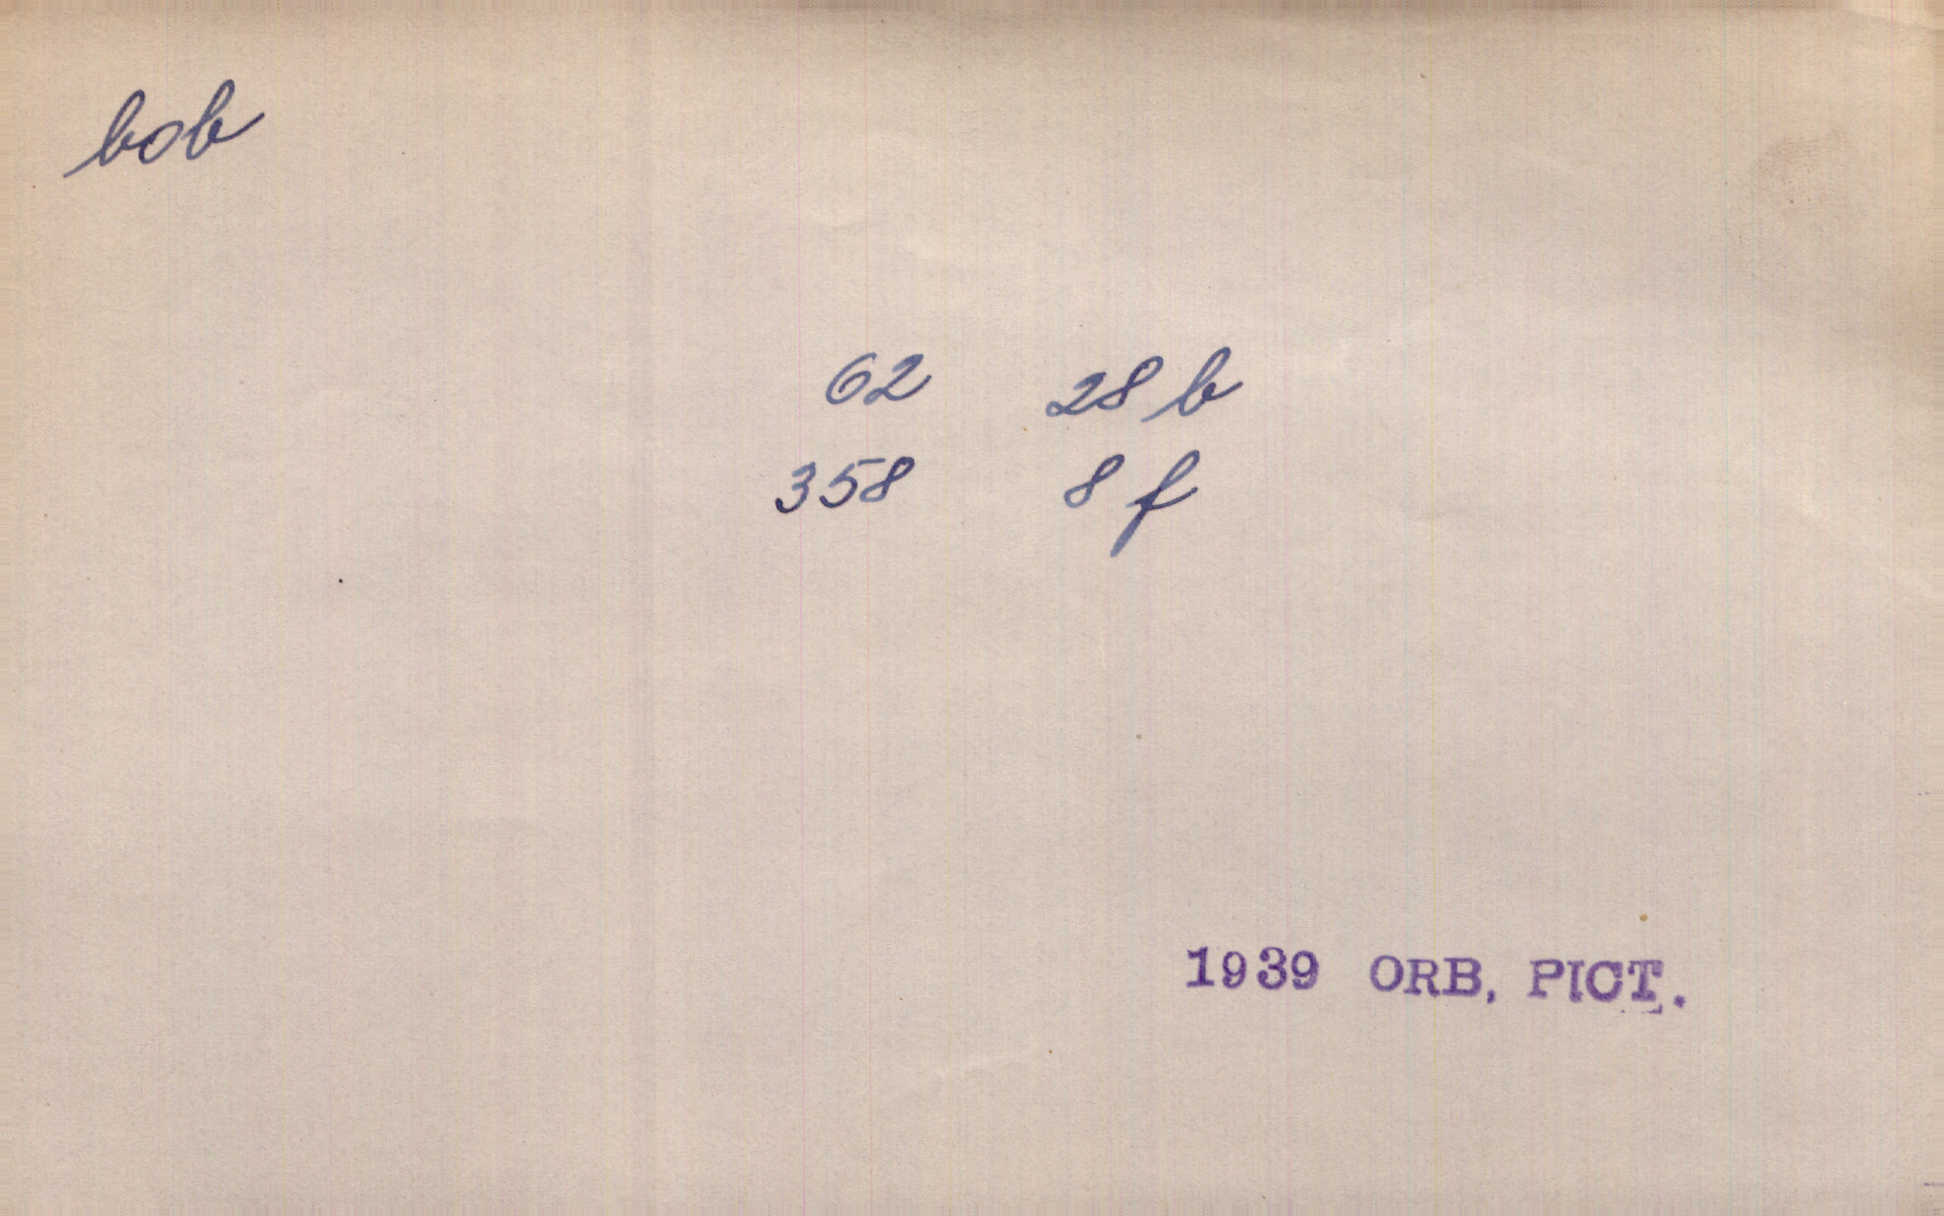 bob
62 28 b
358 8 f
1939 ORB, PICT.